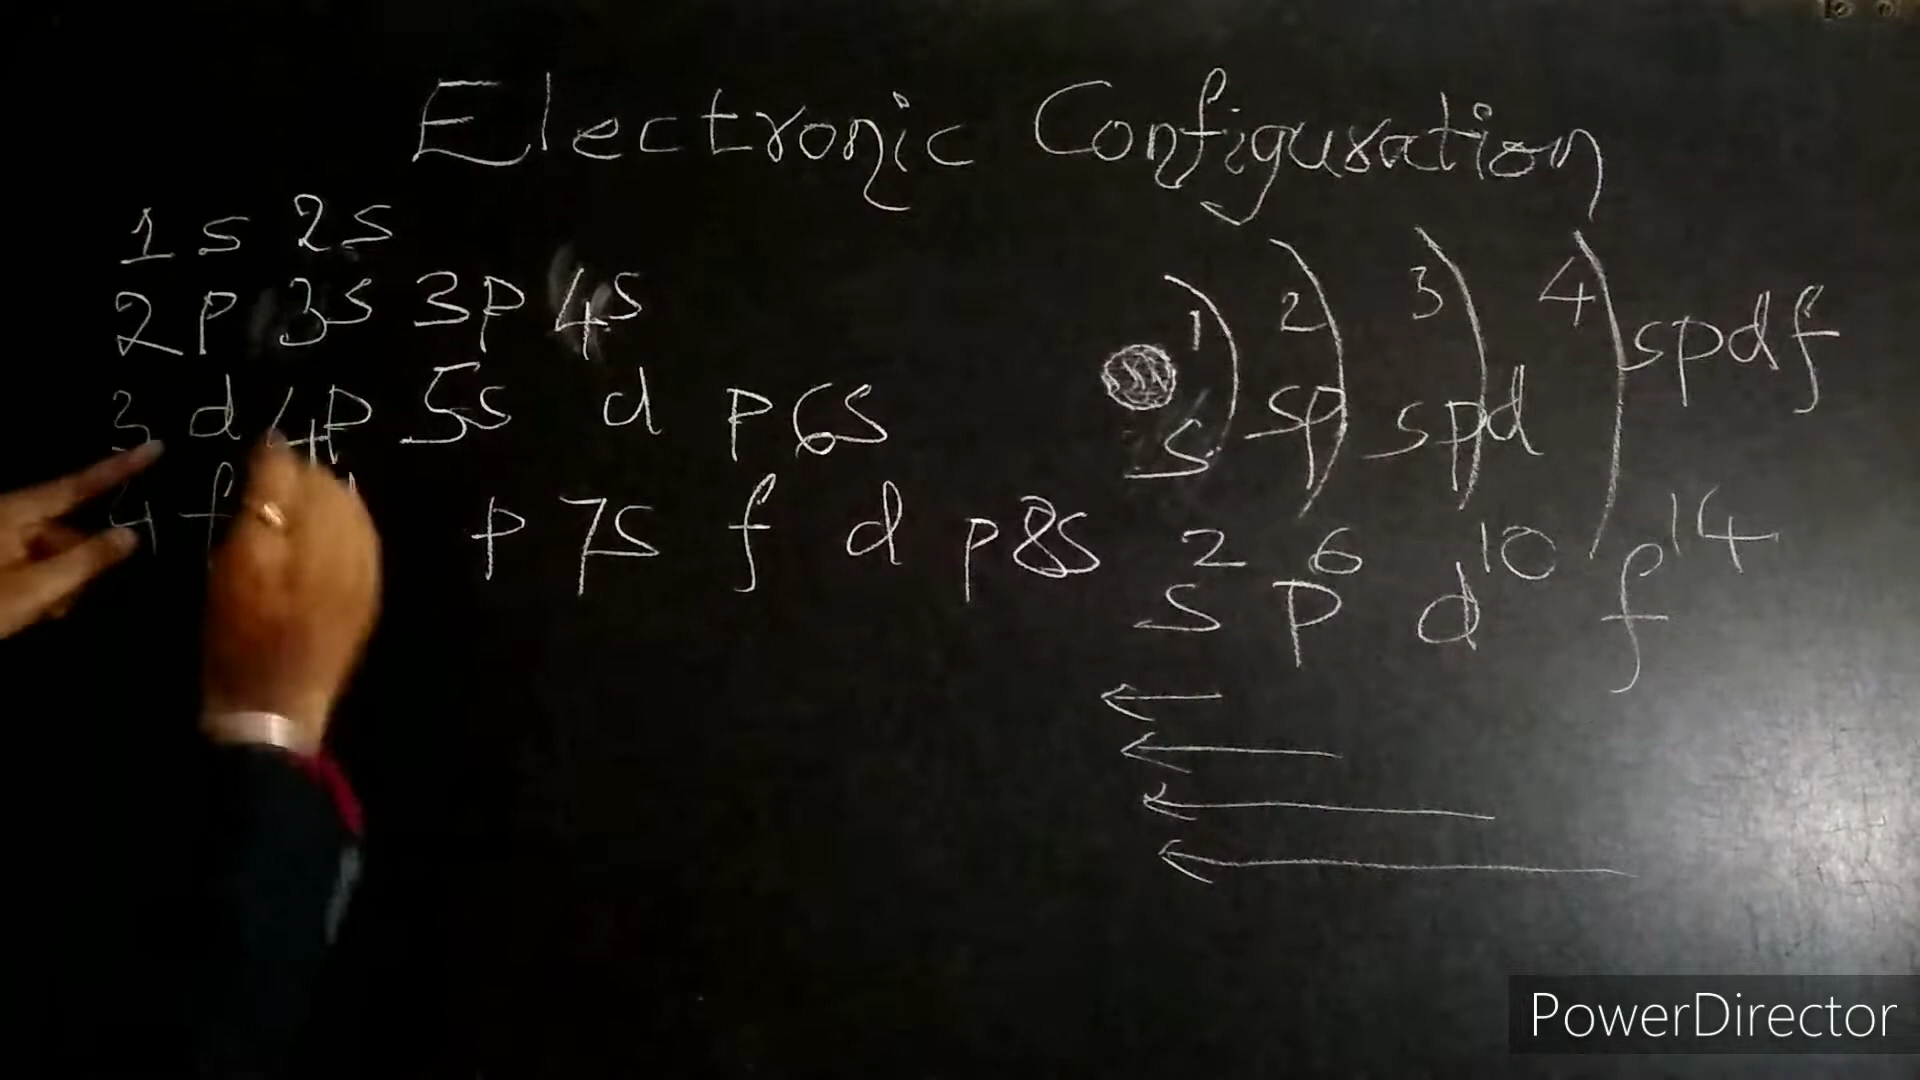 Electronic Configuration
1s 2s
2p 3s 3p 4s
3d 4p 5s d p 6s
4f p 7s f d p 8s
1 2 3 4
s sp spd spdf
s2 p6 d10 f14
PowerDirector